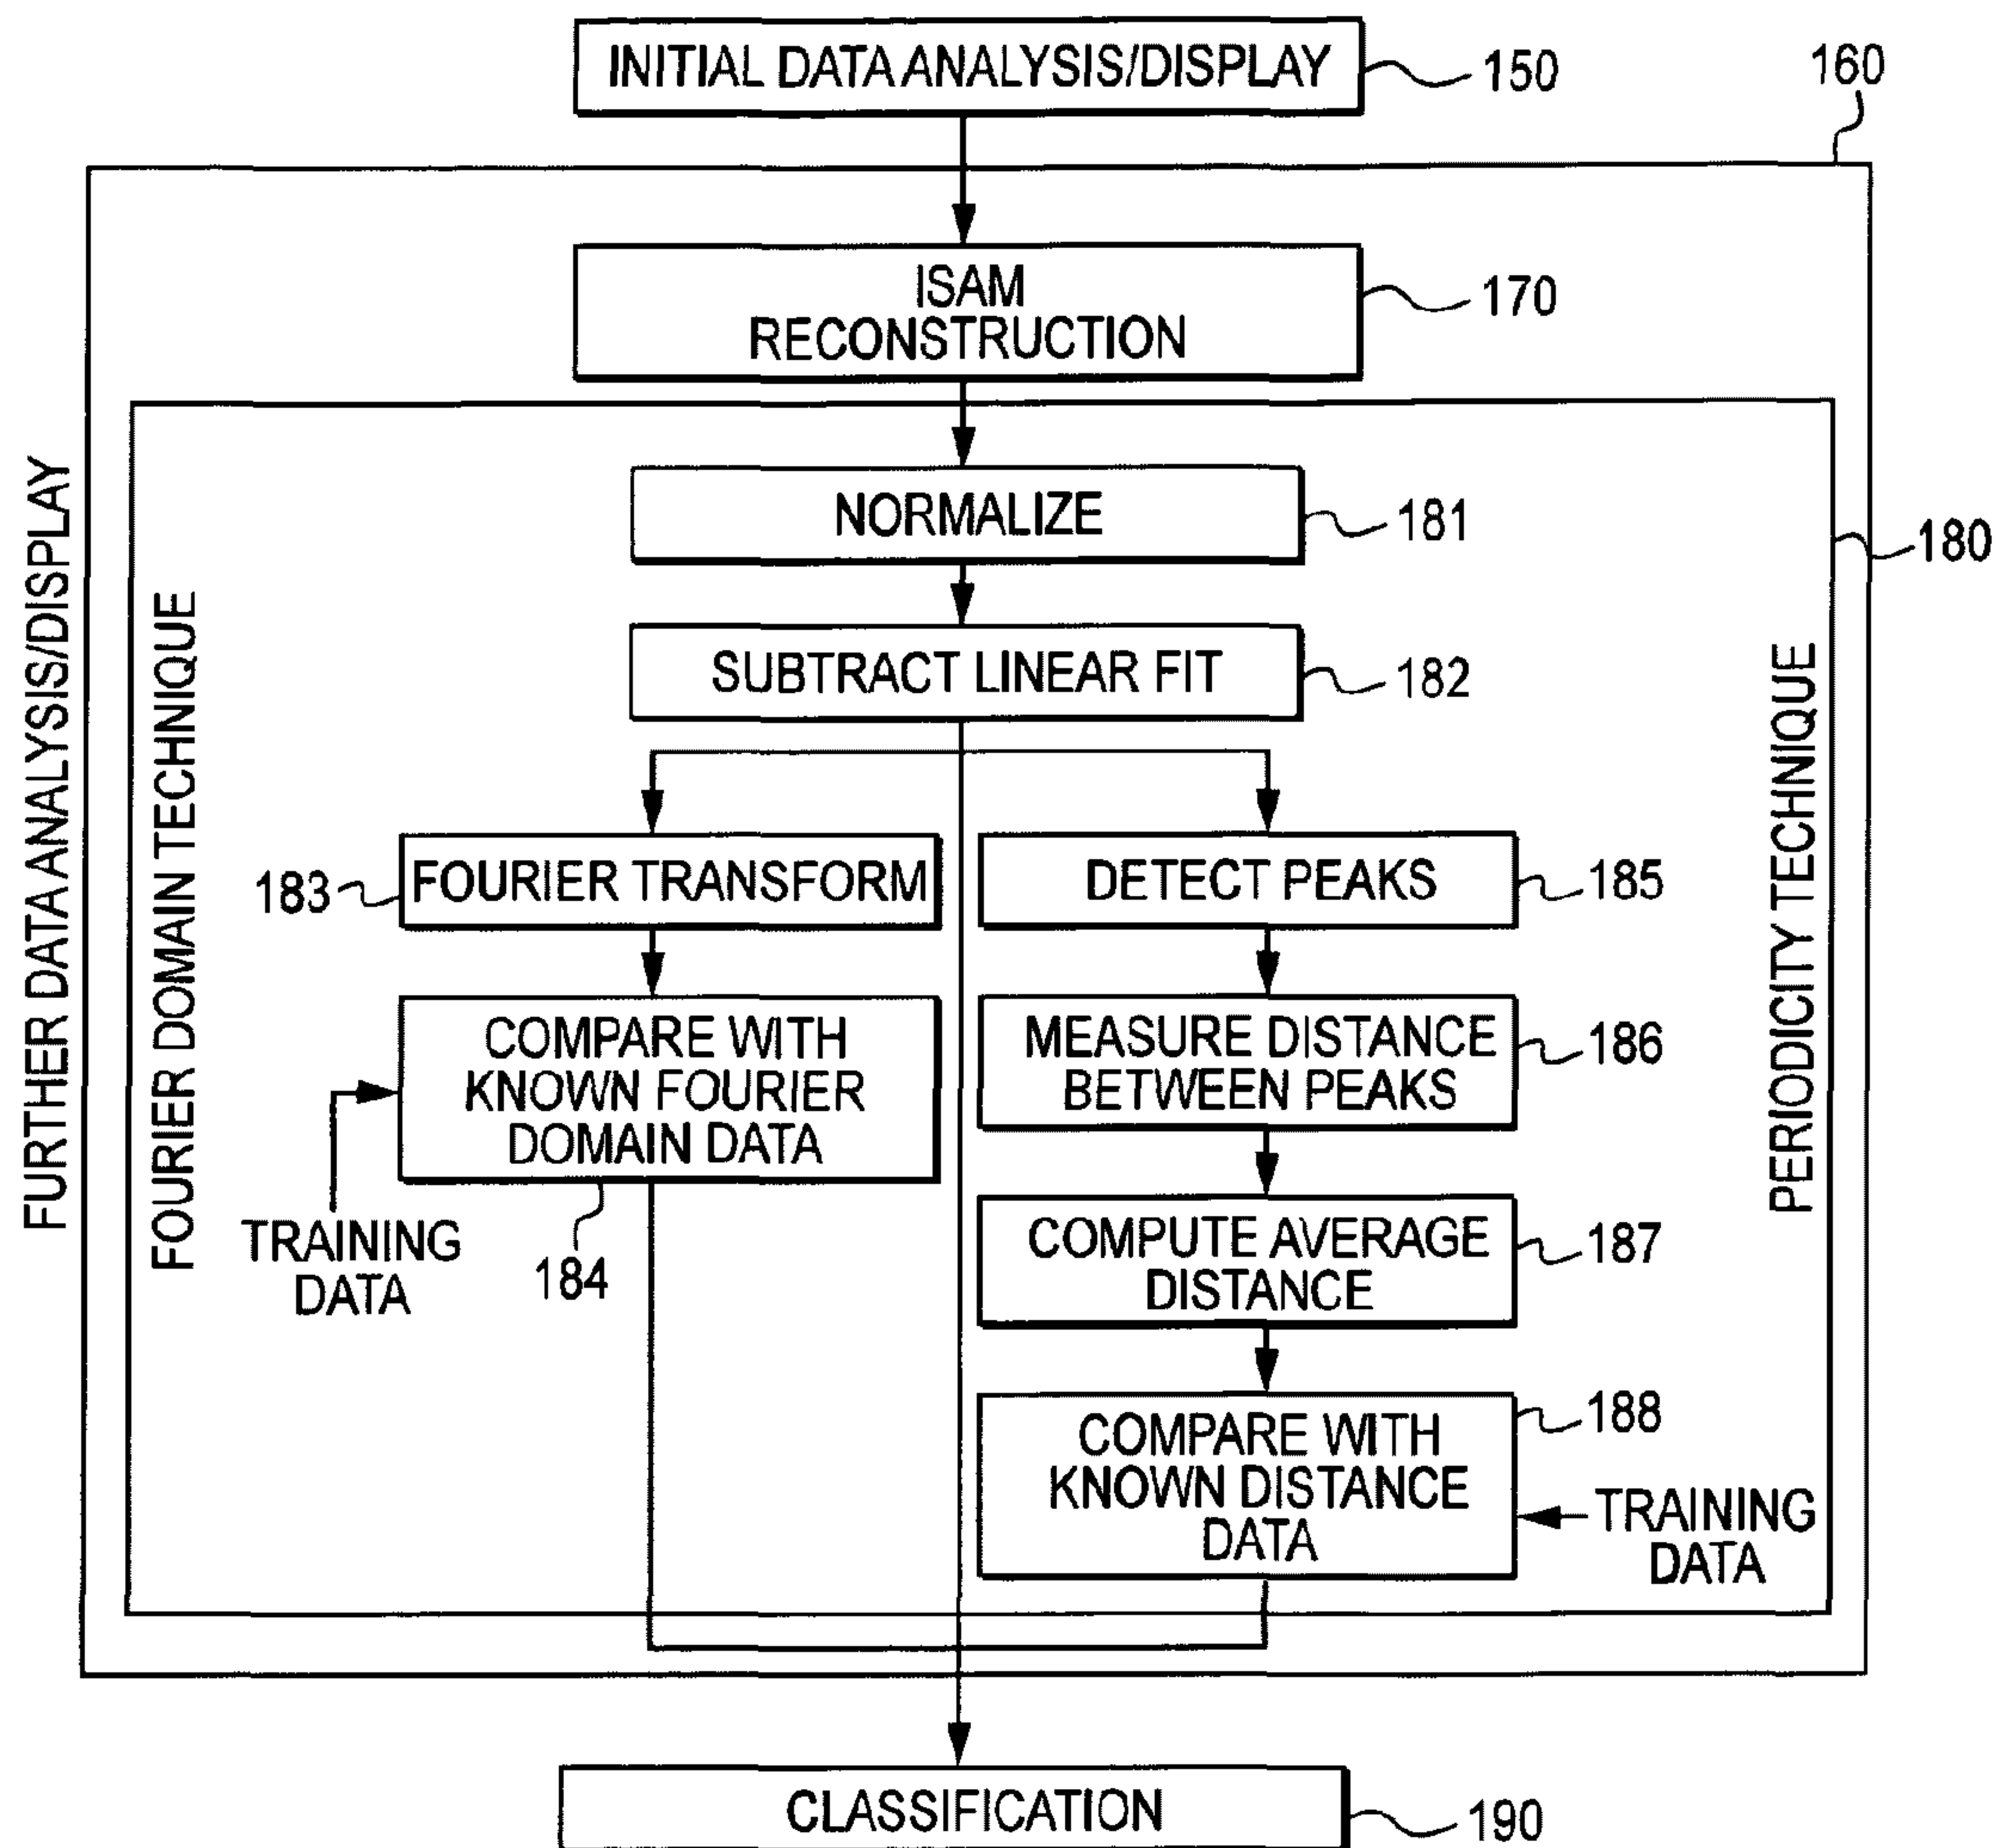 INITIAL DATA ANALYSIS/DISPLAY
150
160
ISAM
RECONSTRUCTION
170
FURTHER DATA ANALYSIS/DISPLAY
180
NORMALIZE
181
SUBTRACT LINEAR FIT
182
FOURIER DOMAIN TECHNIQUE
PERIODICITY TECHNIQUE
183
FOURIER TRANSFORM
DETECT PEAKS
185
COMPARE WITH
KNOWN FOURIER
DOMAIN DATA
184
TRAINING
DATA
MEASURE DISTANCE
BETWEEN PEAKS
186
COMPUTE AVERAGE
DISTANCE
187
COMPARE WITH
KNOWN DISTANCE
DATA
188
TRAINING
DATA
CLASSIFICATION
190